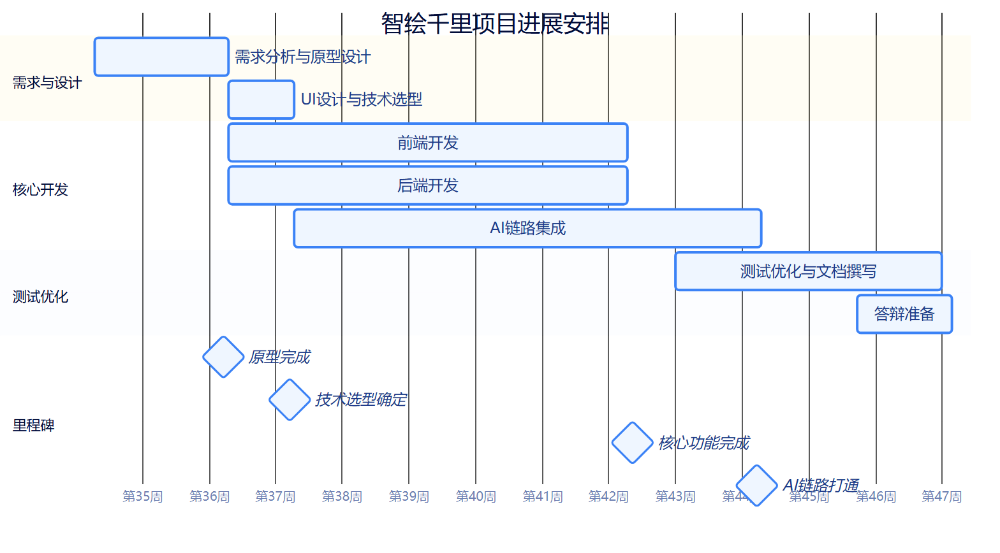 智绘千里项目进展安排
需求与设计
需求分析与原型设计
UI设计与技术选型
核心开发
前端开发
后端开发
AI链路集成
测试优化
测试优化与文档撰写
答辩准备
里程碑
原型完成
技术选型确定
核心功能完成
AI链路打通
第35周 第36周 第37周 第38周 第39周 第40周 第41周 第42周 第43周 第44 第45周 第46周 第47周